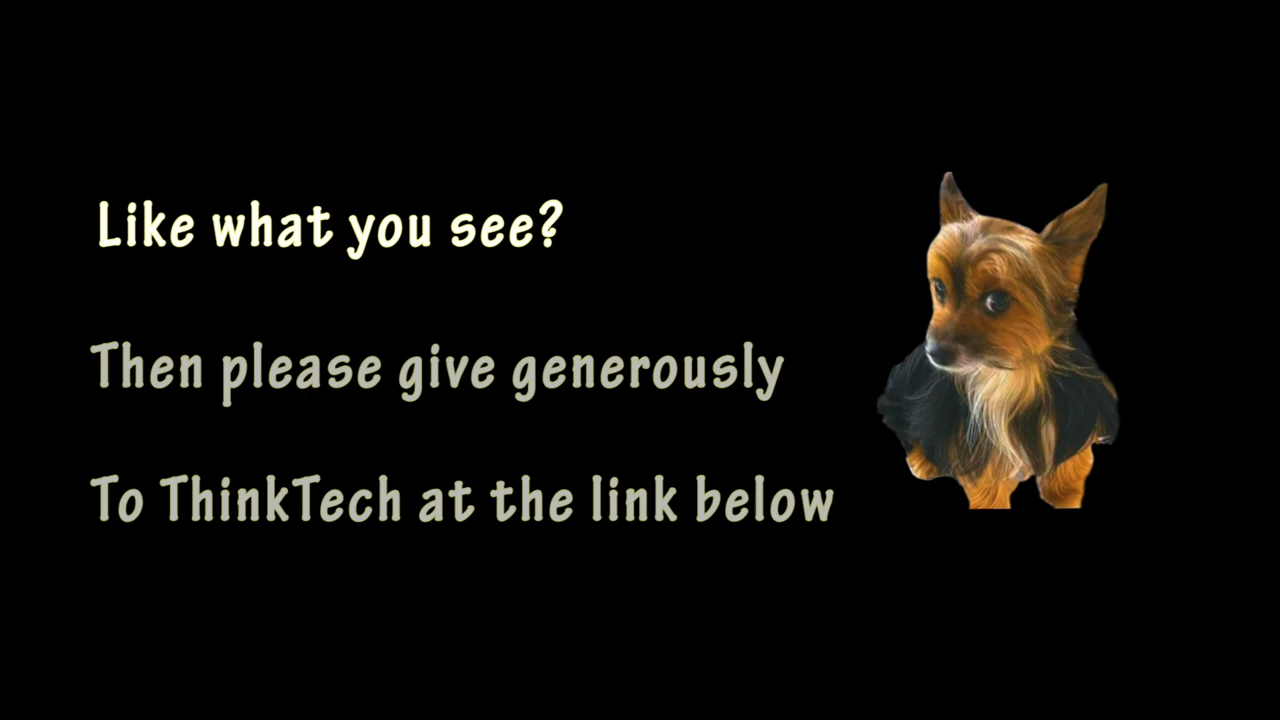 Like what you see?
Then please give generously
To ThinkTech at the link below